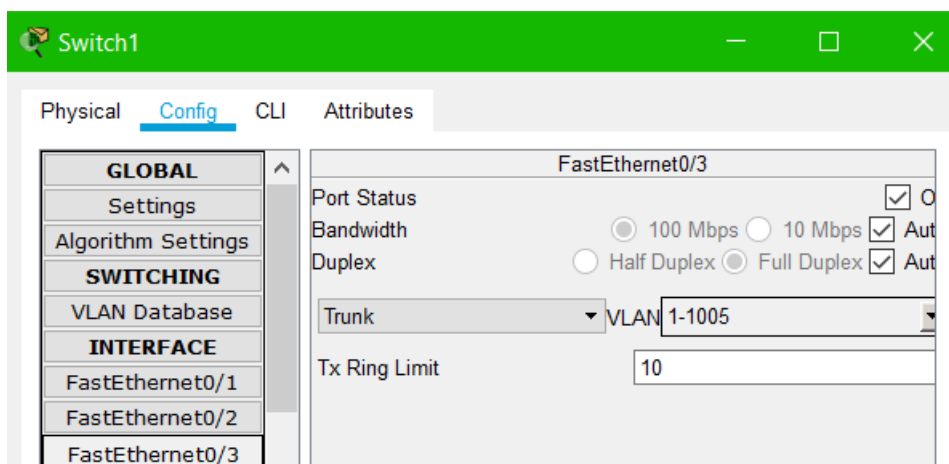 Switch1
Physical Config CLI Attributes
GLOBAL
Settings
Algorithm Settings
SWITCHING
VLAN Database
INTERFACE
FastEthernet0/1
FastEthernet0/2
FastEthernet0/3
FastEthernet0/3
Port Status O
Bandwidth 100 Mbps 10 Mbps Aut
Duplex Half Duplex Full Duplex Aut
Trunk VLAN 1-1005
Tx Ring Limit 10